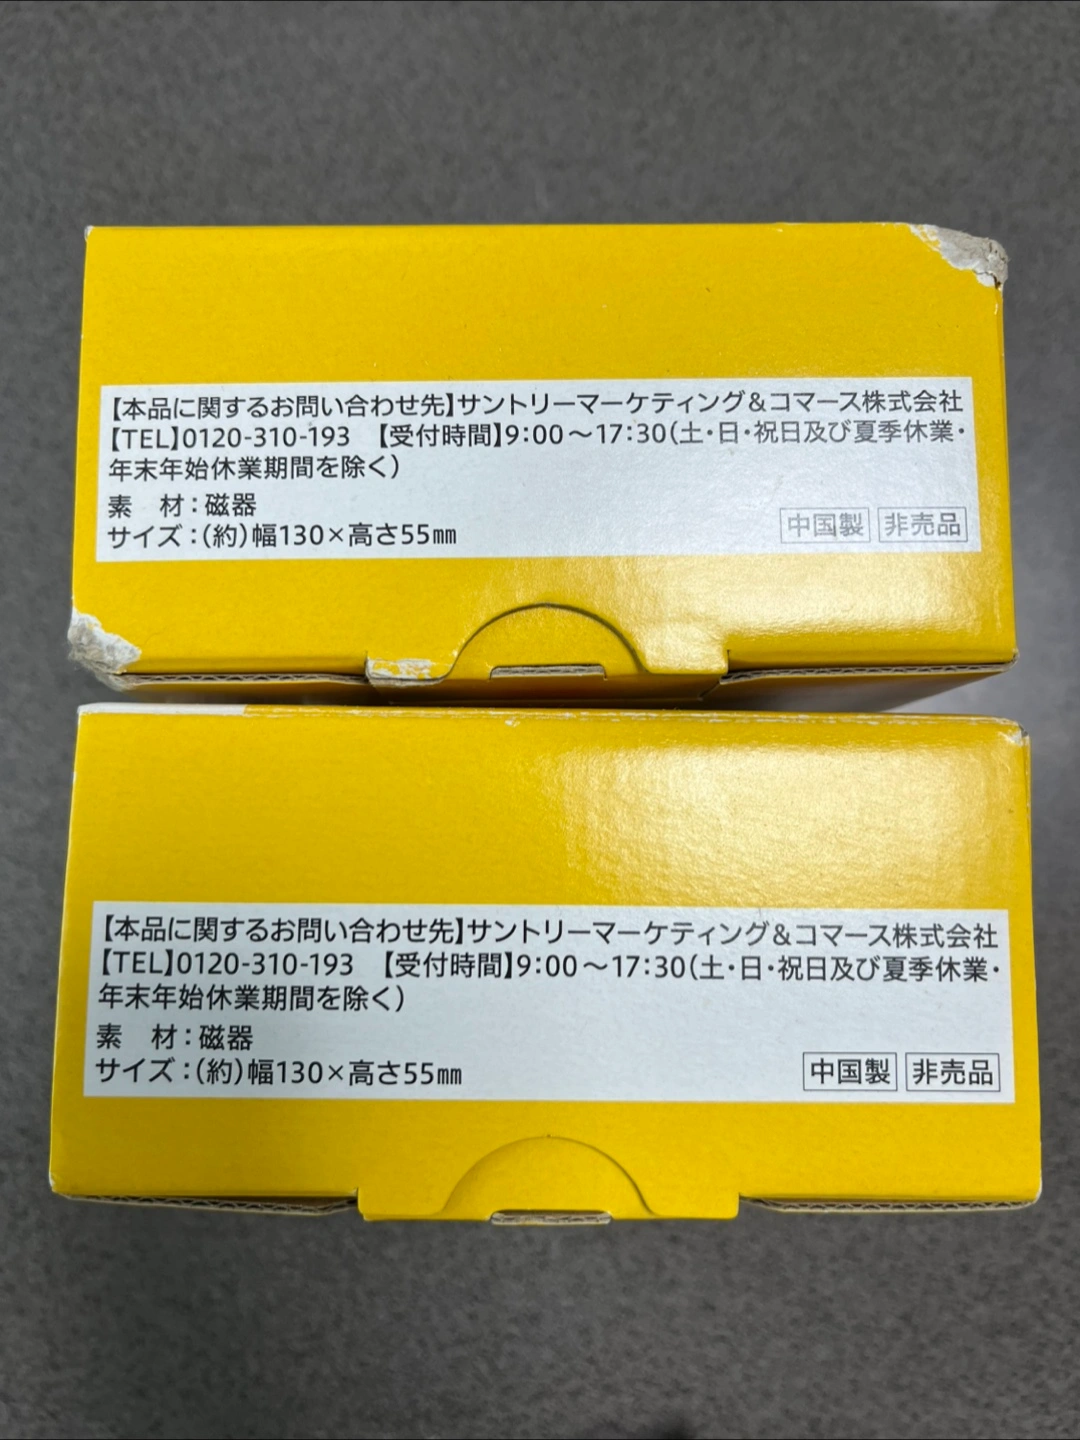 【本品に関するお問い合わせ先】サントリーマーケティング&コマース株式会社
【TEL】0120-310-193 【受付時間】9:00～17:30(土・日・祝日及び夏季休業・
年末年始休業期間を除く)
素　材：磁器
サイズ：(約)幅130×高さ55mm
中国製 非売品
【本品に関するお問い合わせ先】サントリーマーケティング&コマース株式会社
【TEL】0120-310-193 【受付時間】9:00～17:30(土・日・祝日及び夏季休業・
年末年始休業期間を除く)
素　材：磁器
サイズ：(約)幅130×高さ55mm
中国製 非売品